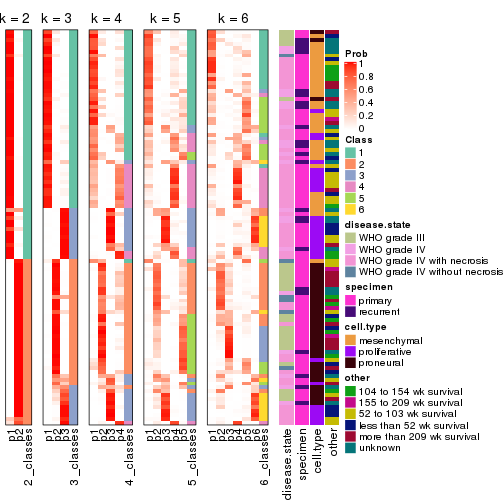 k = 2 k = 3 k = 4 k = 5 k = 6
Prob
1
0.8
0.6
0.4
0.2
0
Class
1
2
3
4
5
6
disease.state
WHO grade III
WHO grade IV
WHO grade IV with necrosis
WHO grade IV without necrosis
specimen
primary
recurrent
cell.type
mesenchymal
proliferative
proneural
other
104 to 154 wk survival
155 to 209 wk survival
52 to 103 wk survival
less than 52 wk survival
more than 209 wk survival
unknown
p1
p2
2_classes
p1
p2
p3
3_classes
p1
p2
p3
p4
4_classes
p1
p2
p3
p4
p5
5_classes
p1
p2
p3
p4
p5
p6
6_classes
disease.state
specimen
cell.type
other